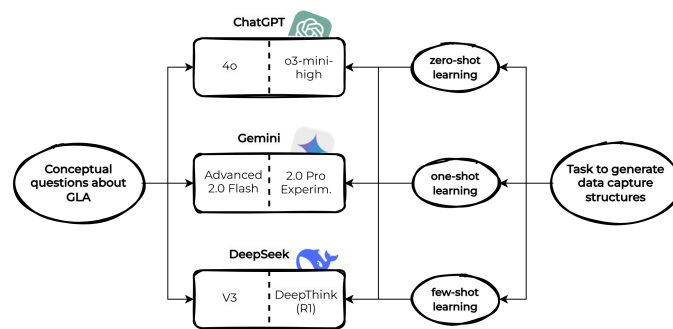 ChatGPT
4o
o3-mini-
high
zero-shot
learning
Gemini
Conceptual
questions about
GLA
Advanced
2.0 Flash
2.0 Pro
Experim.
one-shot
learning
Task to generate
data capture
structures
DeepSeek
V3
DeepThink
(R1)
few-shot
learning